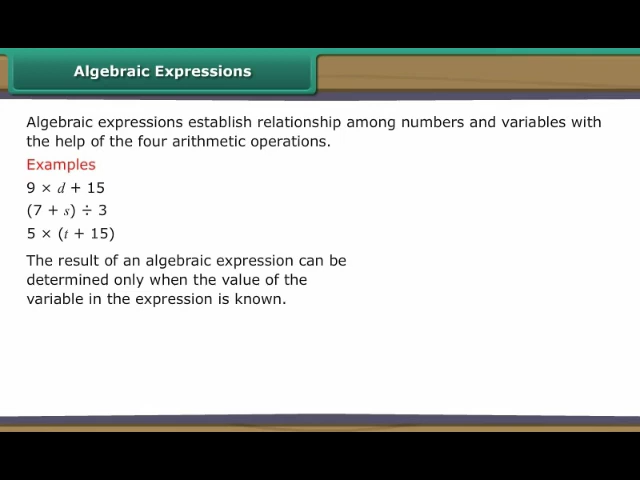 Algebraic Expressions
Algebraic expressions establish relationship among numbers and variables with
the help of the four arithmetic operations.
Examples
9 × d + 15
(7 + s) ÷ 3
5 × (t + 15)
The result of an algebraic expression can be
determined only when the value of the
variable in the expression is known.